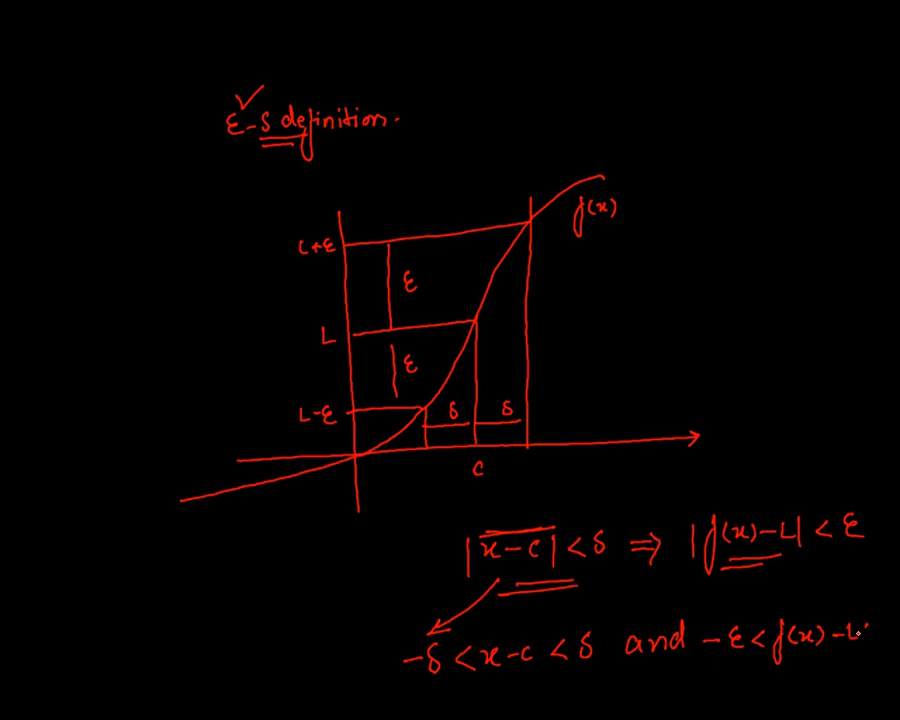 ε-δ definition.
f(x)
L+ε
ε
L
ε
L-ε
δ δ
c
|x-c| < δ ⇒ |f(x)-L| < ε
-δ < x-c < δ and -ε < f(x)-L